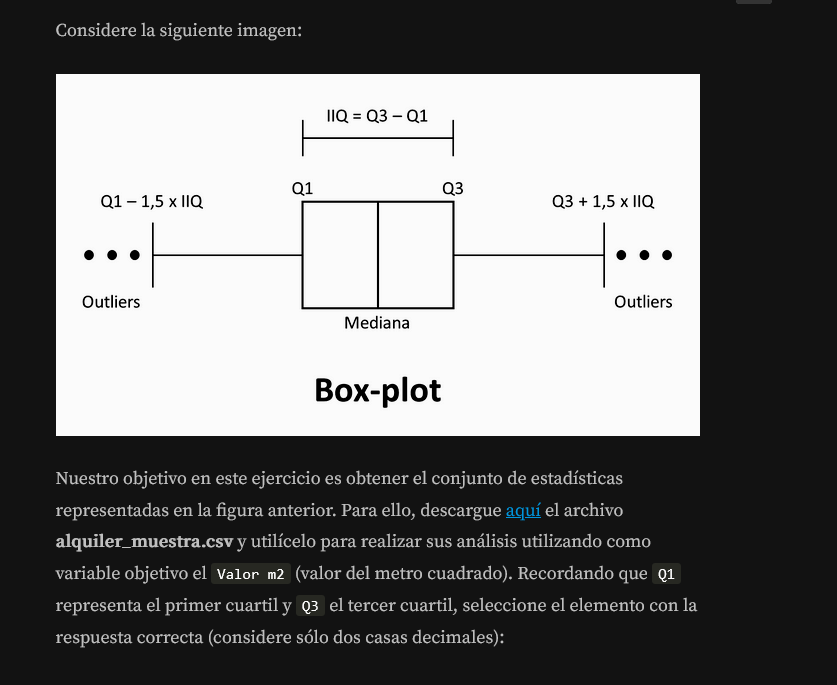 Considere la siguiente imagen:
IIQ = Q3 – Q1
Q1
Q3
Q1 – 1,5 x IIQ
Q3 + 1,5 x IIQ
Outliers
Outliers
Mediana
Box-plot
Nuestro objetivo en este ejercicio es obtener el conjunto de estadísticas
representadas en la figura anterior. Para ello, descargue aquí el archivo
alquiler_muestra.csv y utilícelo para realizar sus análisis utilizando como
variable objetivo el Valor m2 (valor del metro cuadrado). Recordando que Q1
representa el primer cuartil y Q3 el tercer cuartil, seleccione el elemento con la
respuesta correcta (considere sólo dos casas decimales):